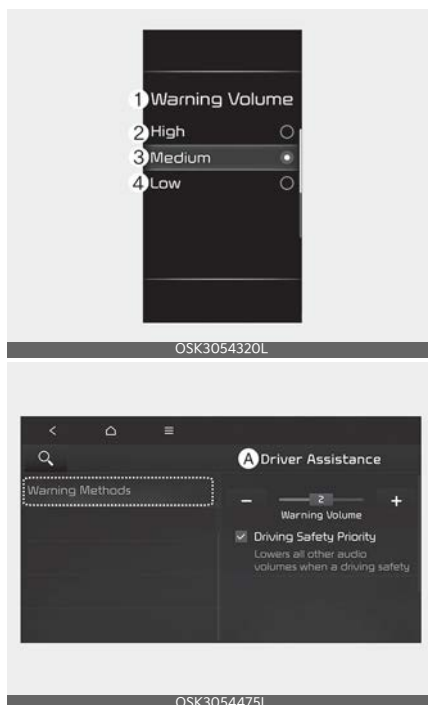 1 Warning Volume
2 High
3 Medium
4 Low
OSK3054320L
A Driver Assistance
Warning Methods
- 2 +
Warning Volume
Driving Safety Priority
Lowers all other audio
volumes when a driving safety
OSK3054475L